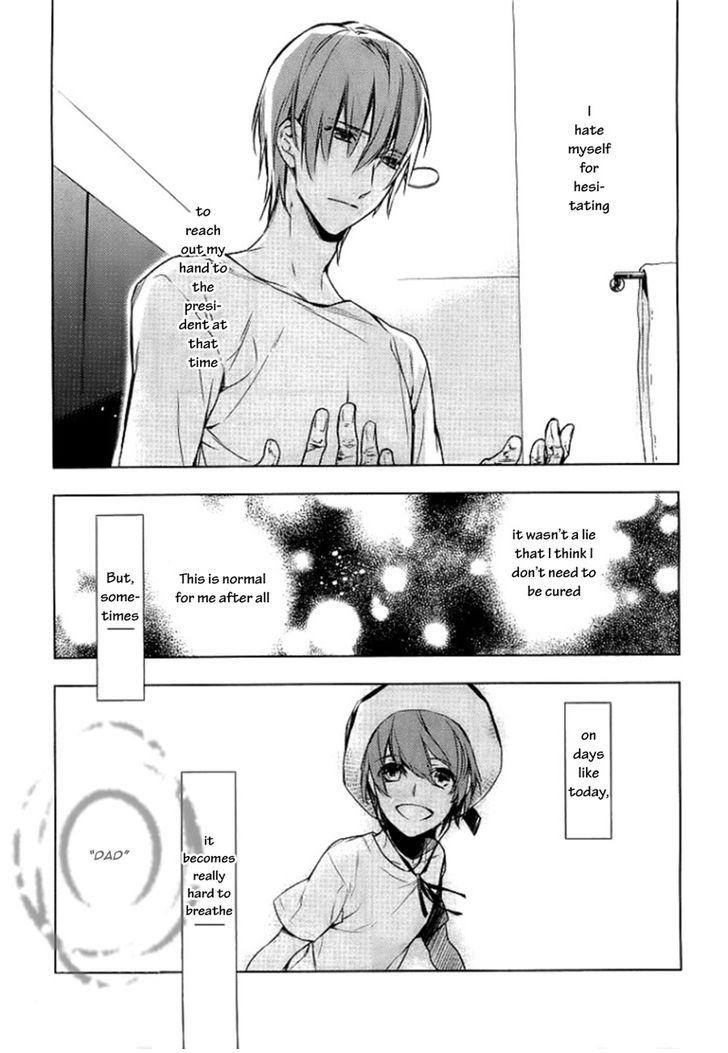 I
hate
myself
for
hesi-
tating
to
reach
out my
hand to
the
presi-
dent at
that
time
it wasn't a lie
that I think I
don't need to
be cured
This is normal
for me after all
But,
some-
times
on
days
like
today,
it
becomes
really
hard to
breathe
"DAD"